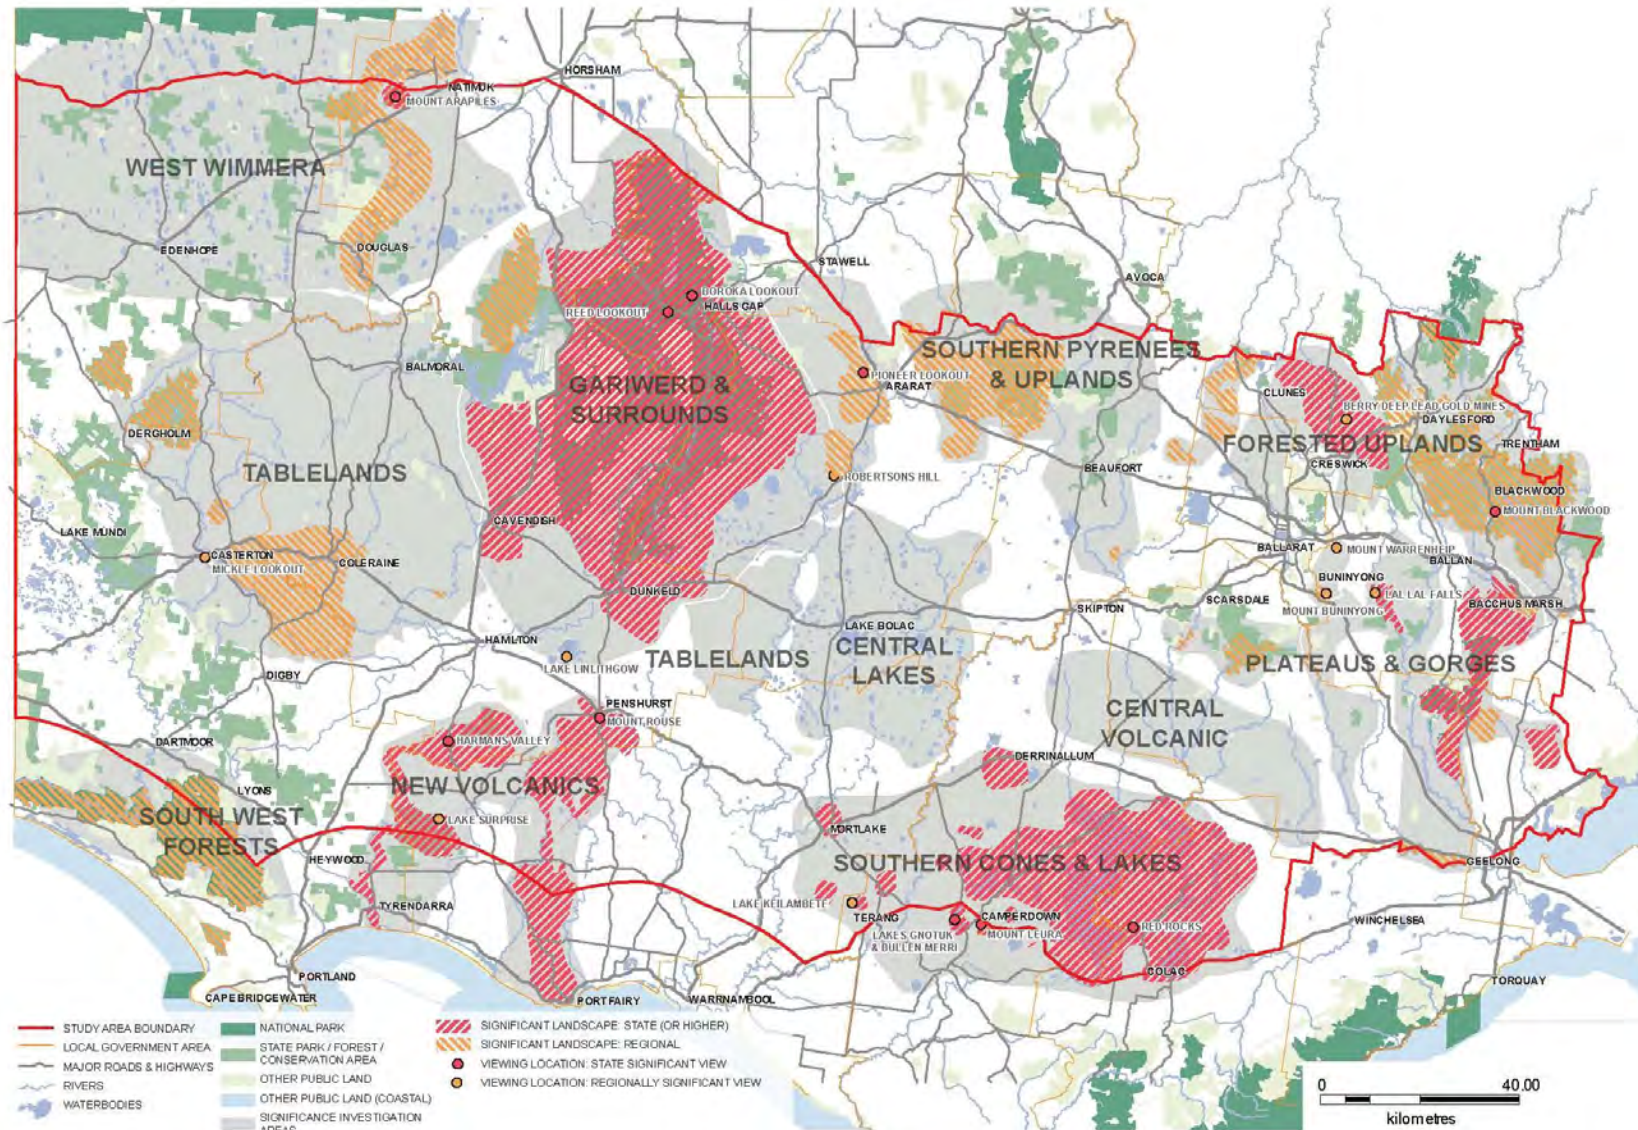 HORSHAM
NATIMUK
MOUNT ARAPILES
WEST WIMMERA
EDENHOPE
DOUGLAS
STAWELL
AVOCA
BOROKA LOOKOUT
HALLS GAP
REED LOOKOUT
SOUTHERN PYRENEES
& UPLANDS
BALMORAL
PIONEER LOOKOUT
ARARAT
GARIWERD &
SURROUNDS
CLUNES
BERRY DEEP LEAD GOLD MINES
DAYLESFORD
DERGHOLM
FORESTED UPLANDS
TRENTHAM
TABLELANDS
BEAUFORT
CRESWICK
ROBERTSONS HILL
BLACKWOOD
MOUNT BLACKWOOD
CAVENDISH
LAKE MUNDI
CASTERTON
MICKLE LOOKOUT
COLERAINE
BALLARAT
MOUNT WARRENHEIP
BALLAN
BUNINYONG
MOUNT BUNINYONG
LAL LAL FALLS
DUNKELD
SKIPTON
SCARSDALE
BACCHUS MARSH
LAKE BOLAC
HAMLTON
LAKE LINLITHGOW
TABLELANDS
CENTRAL
LAKES
PLATEAUS & GORGES
DIGBY
PENSHURST
MOUNT ROUSE
CENTRAL
VOLCANIC
DARTMOOR
HARMANS VALLEY
DERRINALLUM
NEW VOLCANICS
LYONS
SOUTH WEST
FORESTS
LAKE SURPRISE
MORTLAKE
HEYWOOD
SOUTHERN CONES & LAKES
GEELONG
TYRENDARRA
LAKE KEILAMBETE
TERANG
CAMPERDOWN
LAKES GNOTUK
& BULLEN MERRI
MOUNT LEURA
RED ROCKS
WINCHELSEA
COLAC
PORTLAND
TORQUAY
CAPE BRIDGEWATER
PORT FAIRY
WARRNAMBOOL
STUDY AREA BOUNDARY
LOCAL GOVERNMENT AREA
MAJOR ROADS & HIGHWAYS
RIVERS
WATERBODIES
NATIONAL PARK
STATE PARK / FOREST /
CONSERVATION AREA
OTHER PUBLIC LAND
OTHER PUBLIC LAND (COASTAL)
SIGNIFICANCE INVESTIGATION
AREAS
SIGNIFICANT LANDSCAPE: STATE (OR HIGHER)
SIGNIFICANT LANDSCAPE: REGIONAL
VIEWING LOCATION: STATE SIGNIFICANT VIEW
VIEWING LOCATION: REGIONALLY SIGNIFICANT VIEW
0 40.00
kilometres